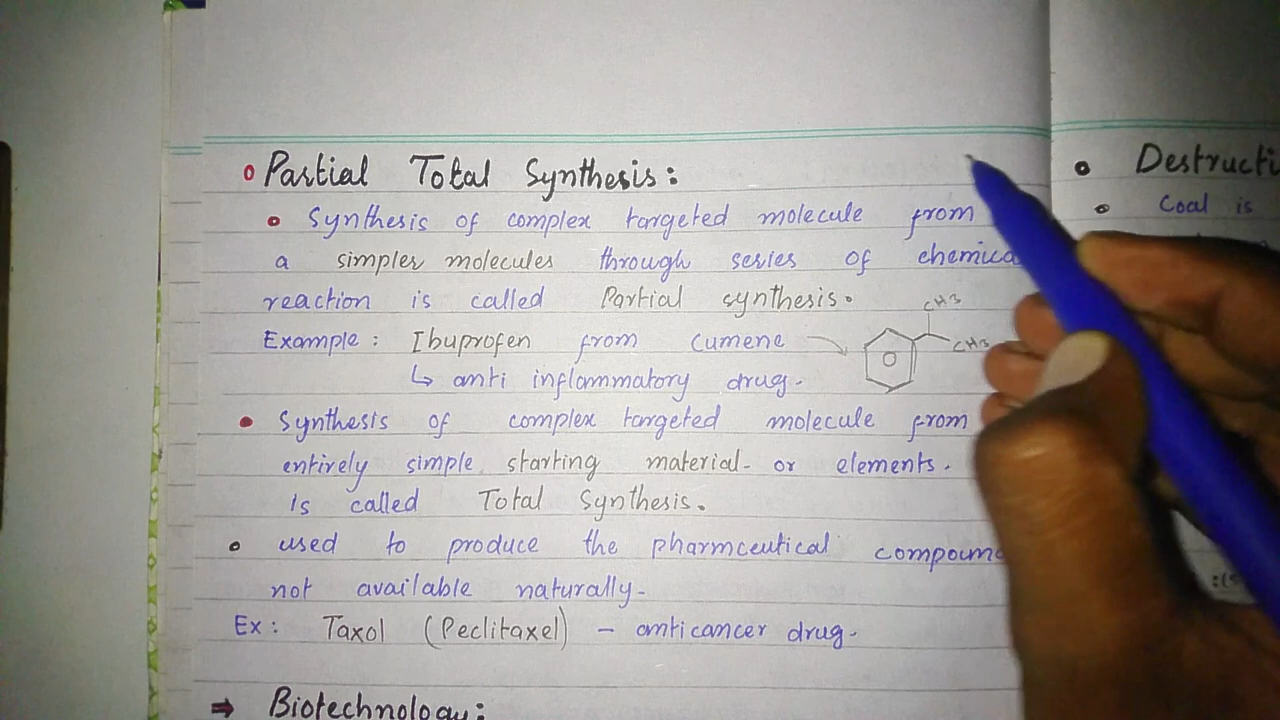 Partial Total Synthesis:
Synthesis of complex targeted molecule from
a simpler molecules through series of chemica
reaction is called Partial synthesis.
Example: Ibuprofen from Cumene
CH3
CH3
↳ anti inflammatory drug.
Synthesis of complex targeted molecule from
entirely simple starting material or elements.
Is called Total Synthesis.
used to produce the pharmceutical compound
not available naturally.
Ex: Taxol (Peclitaxel) - anticancer drug.
⇒ Biotechnology:
Destructi
Coal is